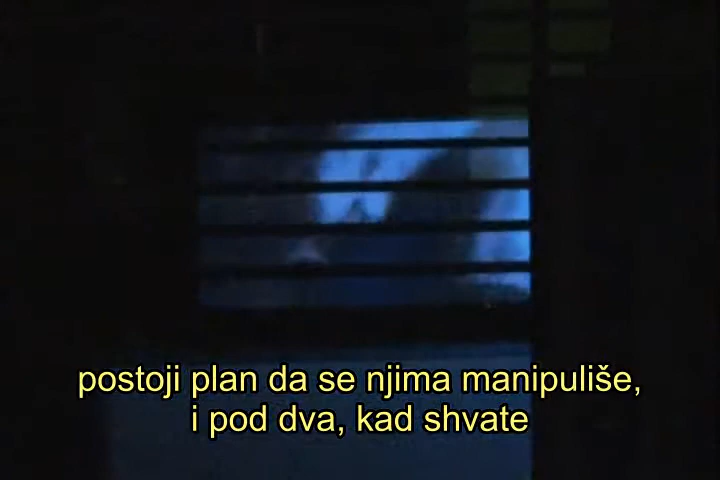 postoji plan da se njima manipuliše,
i pod dva, kad shvate